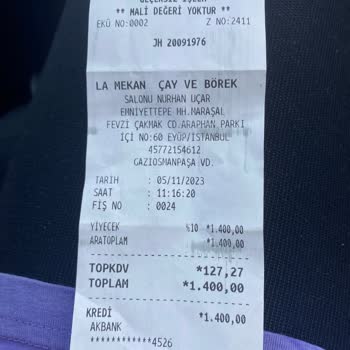 ** MALİ DEĞERİ YOKTUR **
EKÜ NO:0002 Z NO:2411
JH 20091976
LA MEKAN ÇAY VE BÖREK
SALONU NURHAN UÇAR
EMNİYETTEPE MH.MARAŞAL
FEVZİ ÇAKMAK CD.ARAPHAN PARKI
İÇİ NO:60 EYÜP/İSTANBUL
45772154612
GAZİOSMANPAŞA VD.
TARİH : 05/11/2023
SAAT : 11:16:20
FİŞ NO : 0024
YİYECEK %10 *1.400,00
ARATOPLAM *1.400,00
TOPKDV *127,27
TOPLAM *1.400,00
KREDİ *1.400,00
AKBANK
************4526